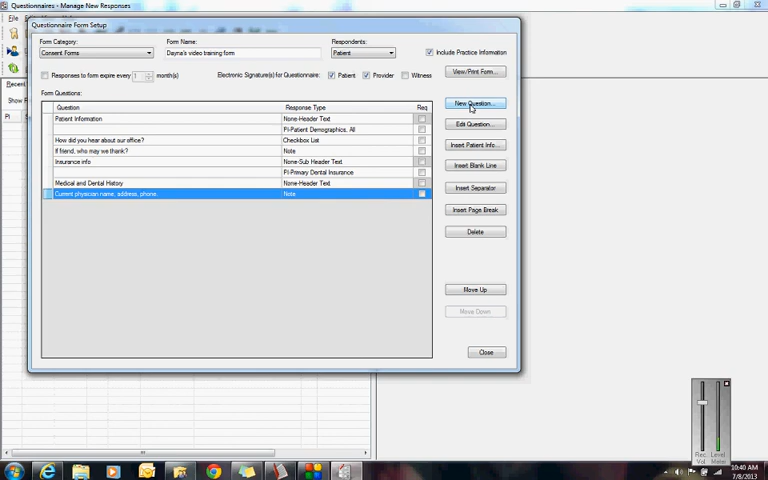 Questionnaires - Manage New Responses
File
Questionnaire Form Setup
Form Category:
Form Name:
Respondents:
Consent Forms
Dayna's video training form
Patient
Include Practice Information
Responses to form expire every
1
month(s)
Electronic Signature(s) for Questionnaire:
Patient
Provider
Witness
View/Print Form...
Recent
Form Questions:
Show F
Question
Response Type
Req
New Question...
Patient Information
None-Header Text
PI-Patient Demographics, All
Edit Question...
How did you hear about our office?
Checkbox List
If friend, who may we thank?
Note
Insert Patient Info...
Insurance info
None-Sub Header Text
Insert Blank Line
PI-Primary Dental Insurance
Medical and Dental History
None-Header Text
Insert Separator
Current physician name, address, phone.
Note
Insert Page Break
Delete
Move Up
Move Down
Close
Rec. Vol.
Level Meter
10:40 AM
7/8/2013